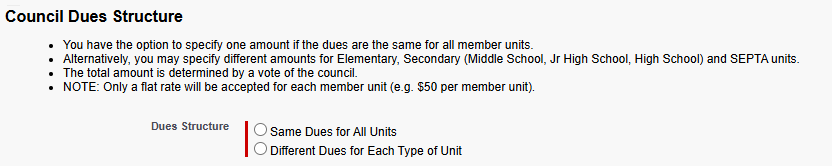 Council Dues Structure
• You have the option to specify one amount if the dues are the same for all member units.
• Alternatively, you may specify different amounts for Elementary, Secondary (Middle School, Jr High School, High School) and SEPTA units.
• The total amount is determined by a vote of the council.
• NOTE: Only a flat rate will be accepted for each member unit (e.g. $50 per member unit).
Dues Structure
Same Dues for All Units
Different Dues for Each Type of Unit